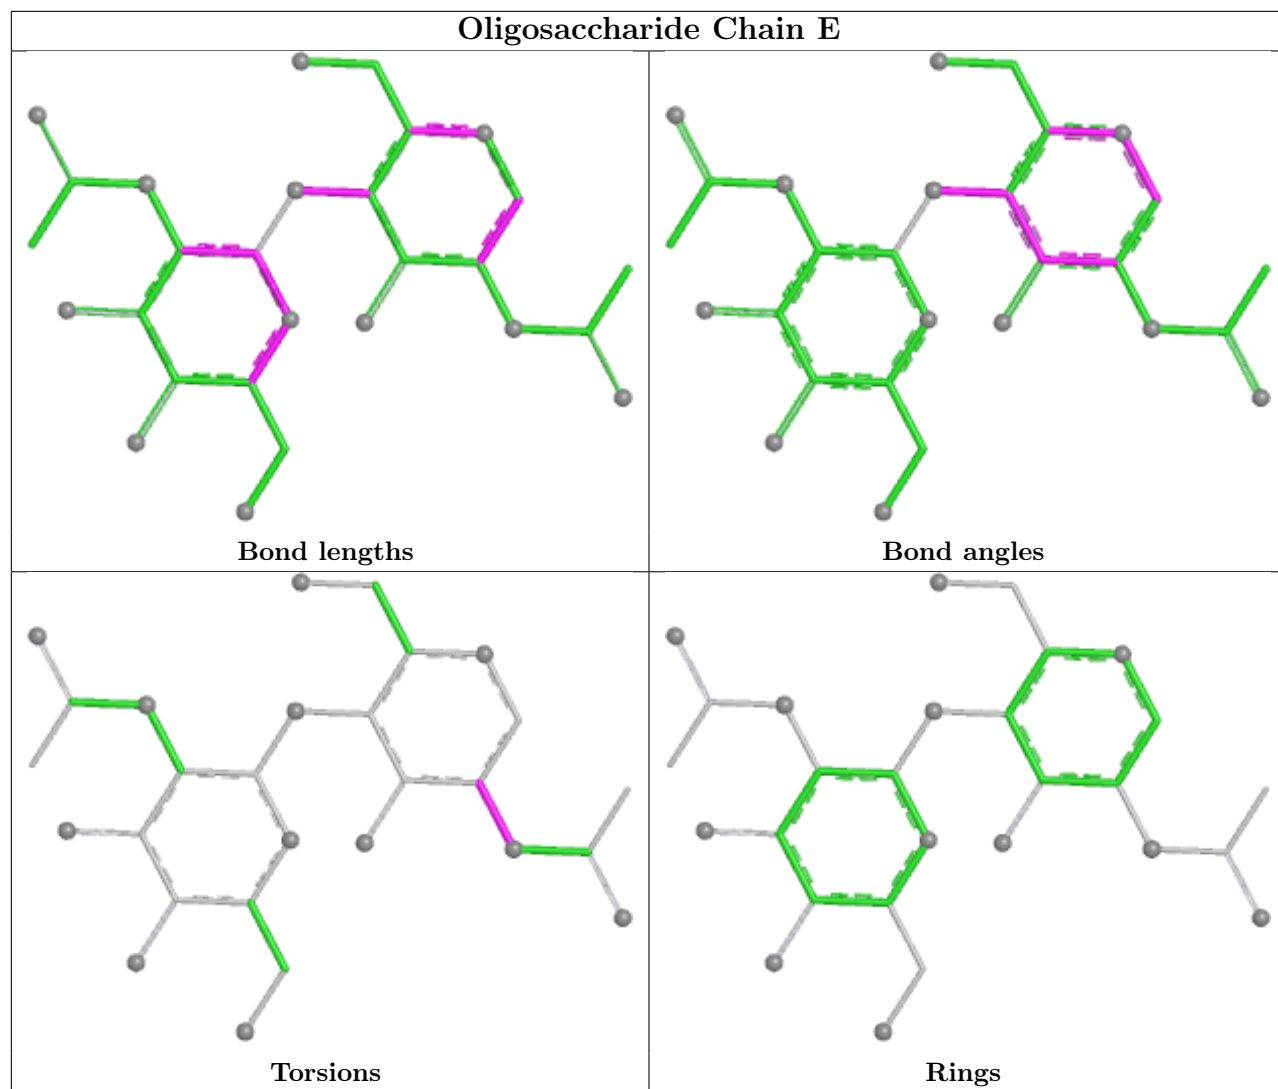 Oligosaccharide Chain E
Bond lengths
Bond angles
Torsions
Rings